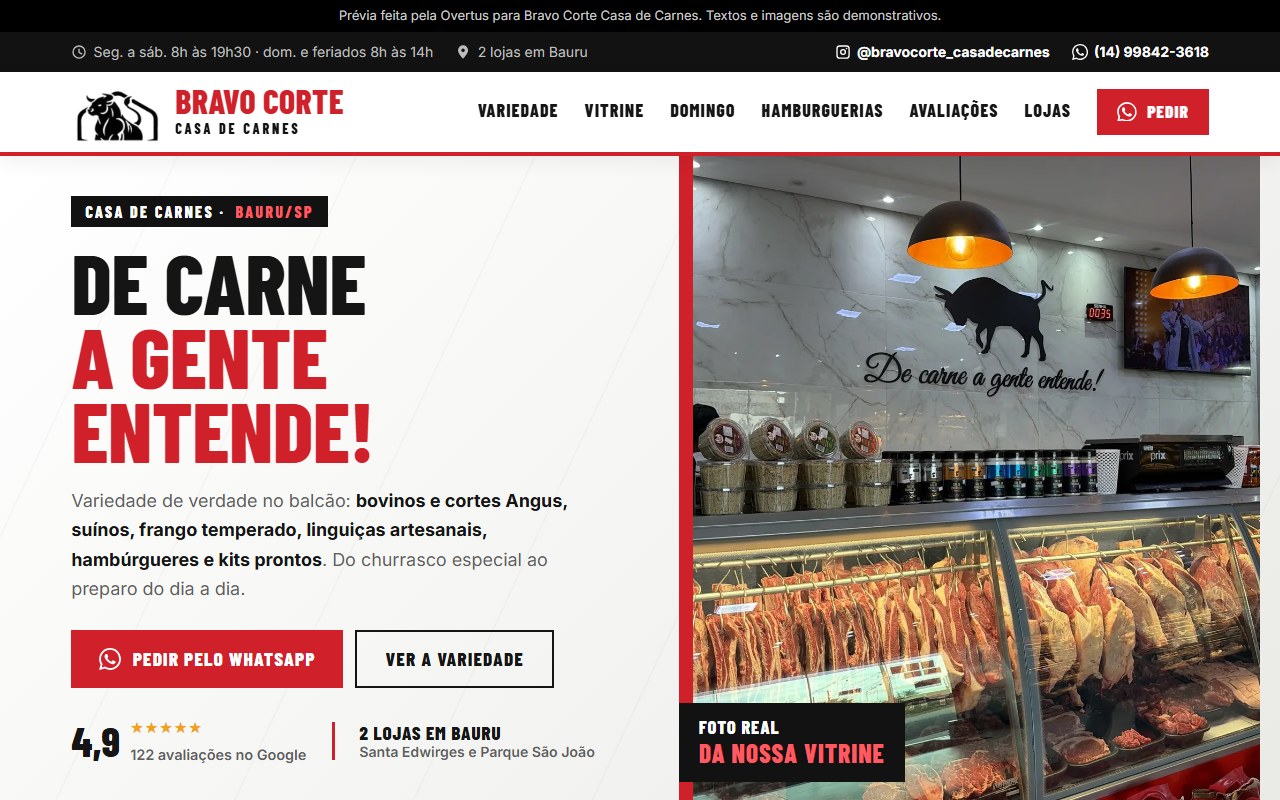 Prévia feita pela Overtus para Bravo Corte Casa de Carnes. Textos e imagens são demonstrativos.
Seg. a sáb. 8h às 19h30 · dom. e feriados 8h às 14h
2 lojas em Bauru
@bravocorte_casadecarnes
(14) 99842-3618
BRAVO CORTE
CASA DE CARNES
VARIEDADE
VITRINE
DOMINGO
HAMBURGUERIAS
AVALIAÇÕES
LOJAS
PEDIR
CASA DE CARNES · BAURU/SP
DE CARNE
A GENTE
ENTENDE!
Variedade de verdade no balcão: bovinos e cortes Angus,
suínos, frango temperado, linguiças artesanais,
hambúrgueres e kits prontos. Do churrasco especial ao
preparo do dia a dia.
PEDIR PELO WHATSAPP
VER A VARIEDADE
4,9
122 avaliações no Google
2 LOJAS EM BAURU
Santa Edwirges e Parque São João
0035
De carne a gente entende!
prix
prix
FOTO REAL
DA NOSSA VITRINE